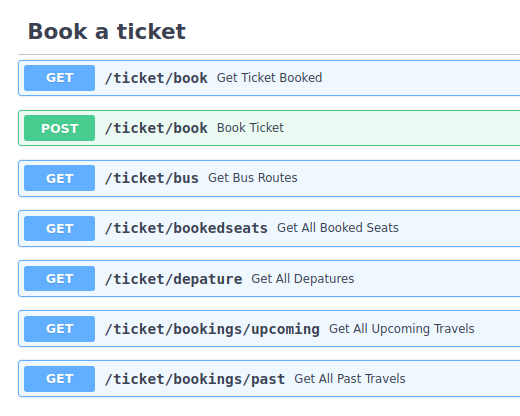 Book a ticket
GET /ticket/book Get Ticket Booked
POST /ticket/book Book Ticket
GET /ticket/bus Get Bus Routes
GET /ticket/bookedseats Get All Booked Seats
GET /ticket/depature Get All Depatures
GET /ticket/bookings/upcoming Get All Upcoming Travels
GET /ticket/bookings/past Get All Past Travels